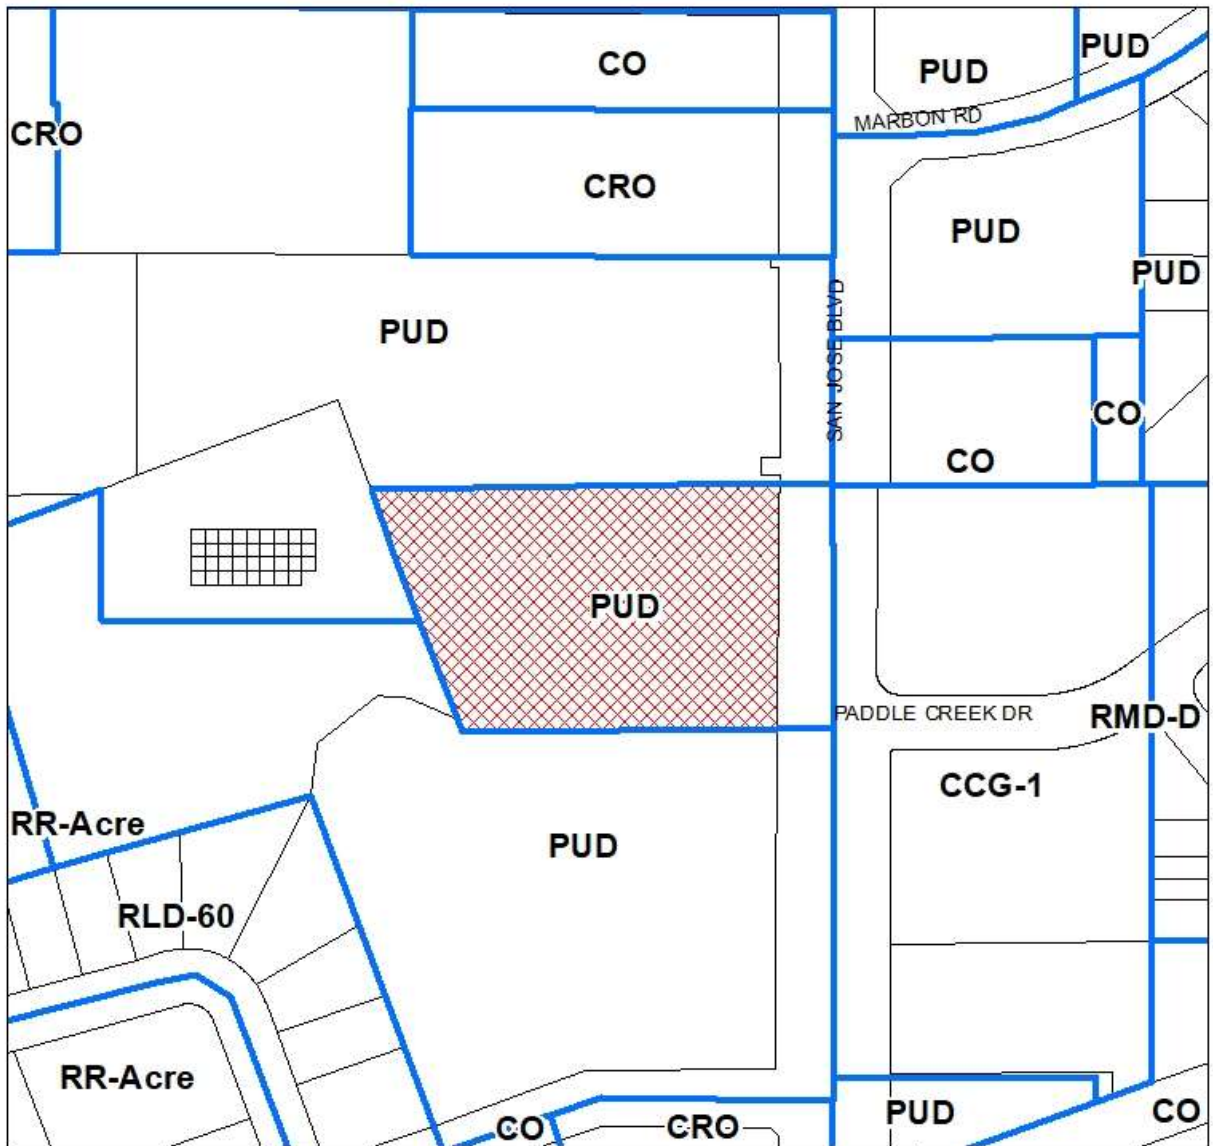 PUD
CO
PUD
MARBON RD
CRO
CRO
PUD
PUD
PUD
SAN JOSE BLVD
CO
CO
PUD
PADDLE CREEK DR
RMD-D
CCG-1
RR-Acre
PUD
RLD-60
RR-Acre
PUD
CO
CO
CRO